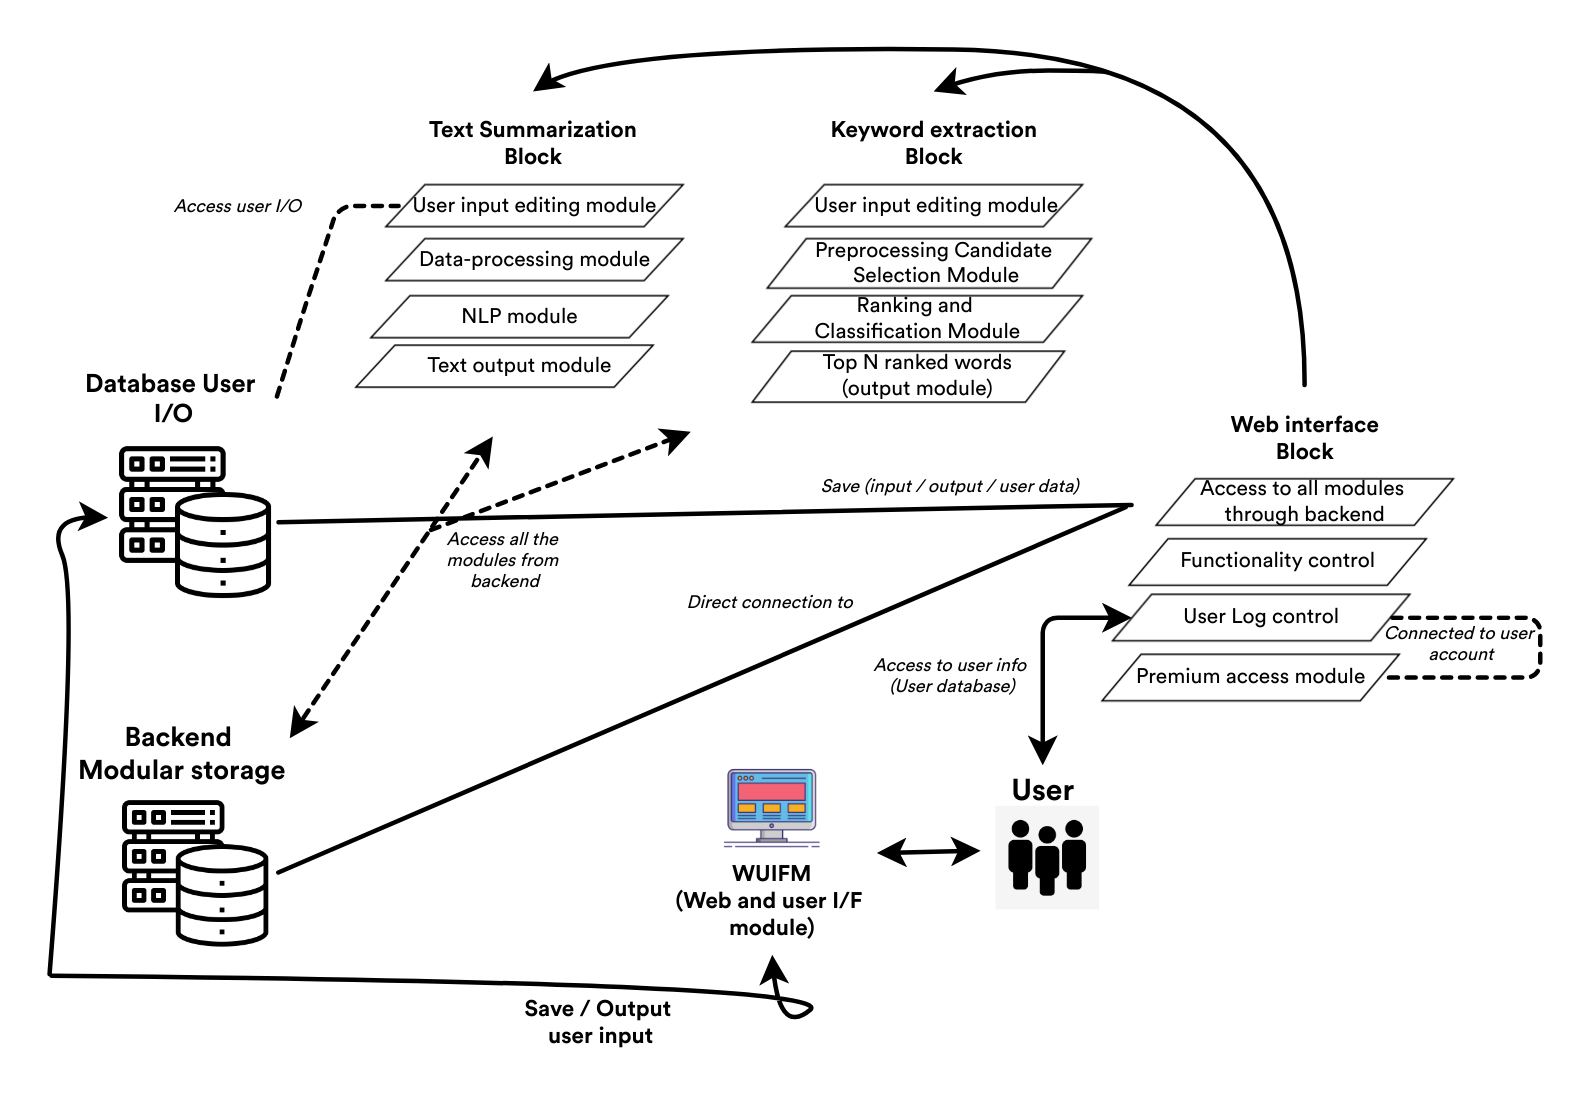 Text Summarization
Block
Keyword extraction
Block
Access user I/O
User input editing module
Data-processing module
NLP module
Text output module
User input editing module
Preprocessing Candidate
Selection Module
Ranking and
Classification Module
Top N ranked words
(output module)
Database User
I/O
Web interface
Block
Access to all modules
through backend
Functionality control
User Log control
Premium access module
Connected to user
account
Save (input / output / user data)
Access all the
modules from
backend
Direct connection to
Access to user info
(User database)
Backend
Modular storage
User
WUIFM
(Web and user I/F
module)
Save / Output
user input